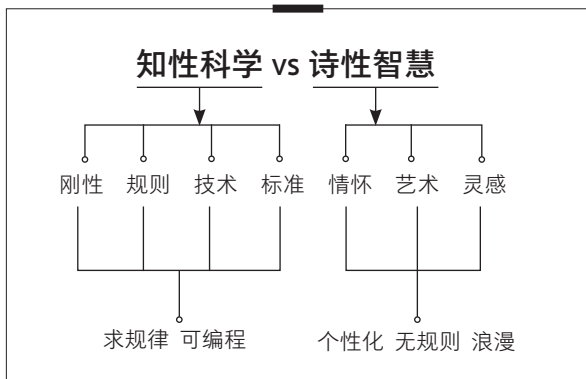 知性科学 vs 诗性智慧
刚性 规则 技术 标准 情怀 艺术 灵感
求规律 可编程 个性化 无规则 浪漫